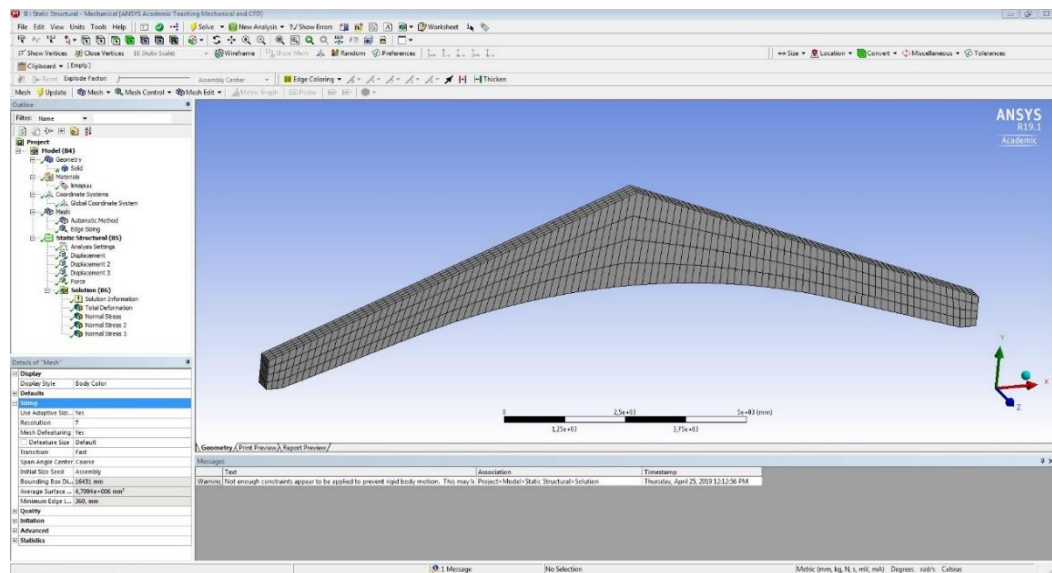 B : Static Structural - Mechanical [ANSYS Academic Teaching Mechanical and CFD]
File Edit View Units Tools Help Solve New Analysis ?/ Show Errors Worksheet
Show Vertices Close Vertices 15 (Auto Scale) Wireframe Show Mesh Random Preferences Size Location Convert Miscellaneous Tolerances
Clipboard [Empty]
Reset Explode Factor: Assembly Center Edge Coloring Thicken
Mesh Update Mesh Mesh Control Mesh Edit Metric Graph Probe
Outline
Filter: Name
Project
Model (B4)
Geometry
Solid
Materials
Coordinate Systems
Global Coordinate System
Mesh
Automatic Method
Edge Sizing
Static Structural (B5)
Analysis Settings
Displacement
Displacement 2
Displacement 3
Force
Solution (B6)
Solution Information
Total Deformation
Normal Stress
Normal Stress 2
Normal Stress 3
Details of "Mesh"
Display
Display Style Body Color
Defaults
Sizing
Use Adaptive Siz... Yes
Resolution 7
Mesh Defeaturing Yes
Defeature Size Default
Transition Fast
Span Angle Center Coarse
Initial Size Seed Assembly
Bounding Box Di... 16431 mm
Average Surface ... 4,7094e+006 mm²
Minimum Edge L... 360, mm
Quality
Inflation
Advanced
Statistics
ANSYS
R19.1
Academic
Y
X
Z
0 2,5e+03 5e+03 (mm)
1,25e+03 3,75e+03
Geometry Print Preview Report Preview
Messages
Text Association Timestamp
Warning Not enough constraints appear to be applied to prevent rigid body motion. This may Project>Model>Static Structural>Solution Thursday, April 25, 2019 12:12:56 PM
1 Message No Selection Metric (mm, kg, N, s, mV, mA) Degrees rad/s Celsius